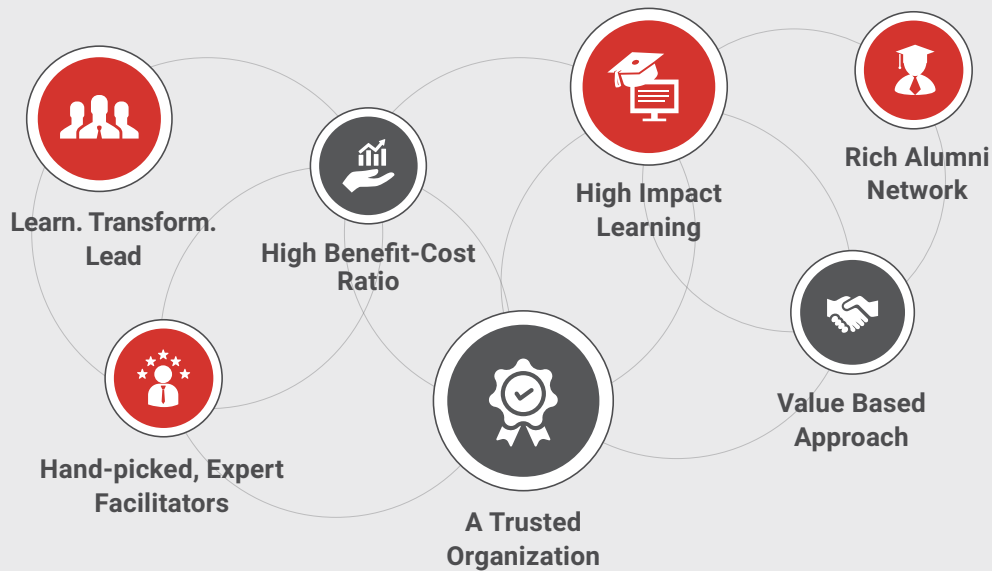 Learn. Transform.
Lead
High Benefit-Cost
Ratio
High Impact
Learning
Rich Alumni
Network
Hand-picked, Expert
Facilitators
A Trusted
Organization
Value Based
Approach